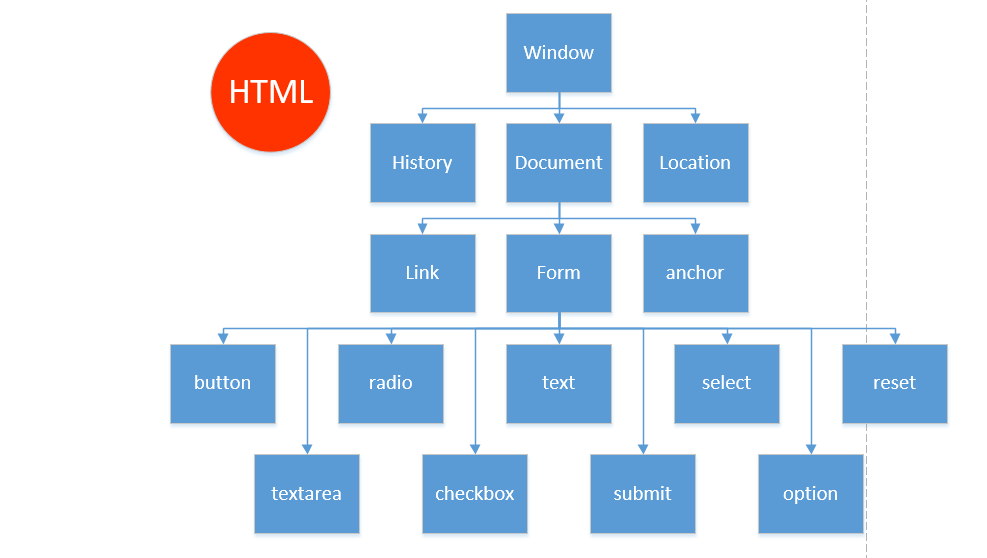 HTML
Window
History
Document
Location
Link
Form
anchor
button
radio
text
select
reset
textarea
checkbox
submit
option